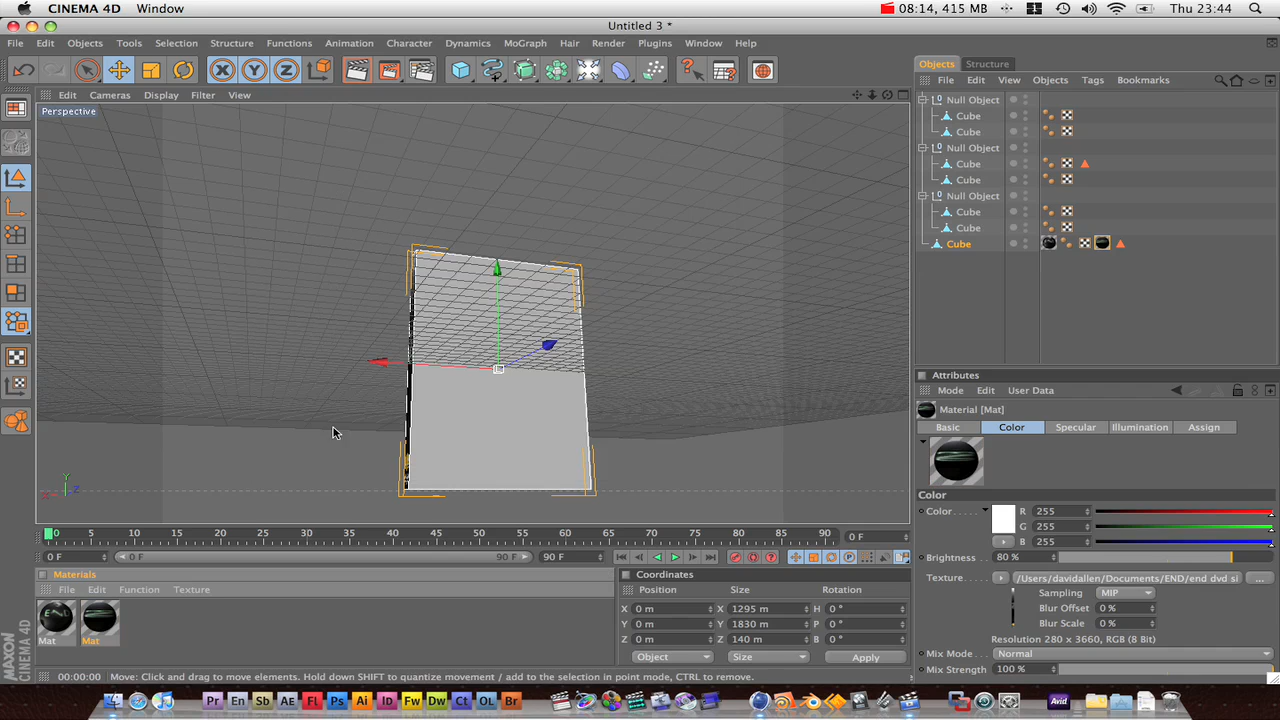 CINEMA 4D Window 08:14, 415 MB Thu 23:44
Untitled 3 *
File Edit Objects Tools Selection Structure Functions Animation Character Dynamics MoGraph Hair Render Plugins Window Help
Objects Structure
File Edit View Objects Tags Bookmarks
Edit Cameras Display Filter View
Perspective
Null Object
Cube
Cube
Null Object
Cube
Cube
Null Object
Cube
Cube
Cube
Attributes
Mode Edit User Data
Material [Mat]
Basic Color Specular Illumination Assign
Color
Color R 255
G 255
B 255
Brightness 80 %
Texture /Users/davidallen/Documents/END/end dvd si ...
Sampling MIP
Blur Offset 0 %
Blur Scale 0 %
Resolution 280 x 3660, RGB (8 Bit)
Mix Mode Normal
Mix Strength 100 %
X Y Z
Y
X Z
0 5 10 15 20 25 30 35 40 45 50 55 60 65 70 75 80 85 90 0 F
0 F 0 F 90 F 90 F
Materials
File Edit Function Texture
Mat Mat
Coordinates
Position Size Rotation
X 0 m X 1295 m H 0 °
Y 0 m Y 1830 m P 0 °
Z 0 m Z 140 m B 0 °
Object Size Apply
MAXON CINEMA 4D
00:00:00 Move: Click and drag to move elements. Hold down SHIFT to quantize movement / add to the selection in point mode, CTRL to remove.
Pr En Sb Ae Fl Ps Ai Id Fw Dw Ct OL Br Avid